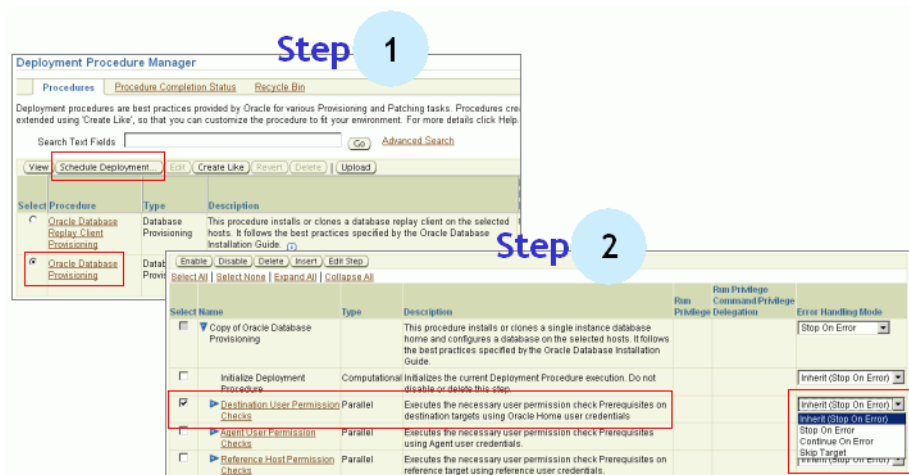 Step 1
Deployment Procedure Manager
Procedures Procedure Completion Status Recycle Bin
Deployment procedures are best practices provided by Oracle for various Provisioning and Patching tasks. Procedures
extended using 'Create Like', so that you can customize the procedure to fit your environment. For more details click Help.
Search Text Fields Go Advanced Search
View Schedule Deployment... Edit Create Like Revert Delete | Upload
Select Procedure Type Description
Oracle Database Replay Client Provisioning
Database Provisioning
This procedure installs or clones a database replay client on the selected
hosts. It follows the best practices specified by the Oracle Database
Installation Guide.
Oracle Database Provisioning
Step 2
Enable Disable Delete Insert Edit Step
Select All | Select None | Expand All | Collapse All
Select Name Type Description Run Privilege Run Privilege Command Privilege Delegation Error Handling Mode
Copy of Oracle Database Provisioning
This procedure installs or clones a single instance database
home and configures a database on the selected hosts. It follows
the best practices specified by the Oracle Database Installation
Guide.
Stop On Error
Initialize Deployment Procedure
Computational
Initializes the current Deployment Procedure execution. Do not
disable or delete this step.
Inherit (Stop On Error)
Destination User Permission Checks
Parallel
Executes the necessary user permission check Prerequisites on
destination targets using Oracle Home user credentials
Inherit (Stop On Error)
Inherit (Stop On Error)
Stop On Error
Continue On Error
Skip Target
Agent User Permission Checks
Parallel
Executes the necessary user permission check Prerequisites
using Agent user credentials.
Reference Host Permission Checks
Parallel
Executes the necessary user permission check Prerequisites on
reference target using reference user credentials.
Inherit (Stop On Error)